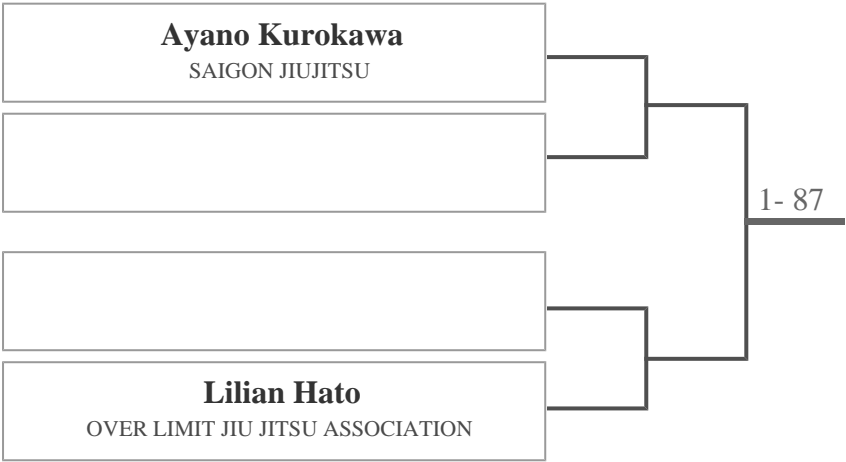 Ayano Kurokawa
SAIGON JIUJITSU
1- 87
Lilian Hato
OVER LIMIT JIU JITSU ASSOCIATION